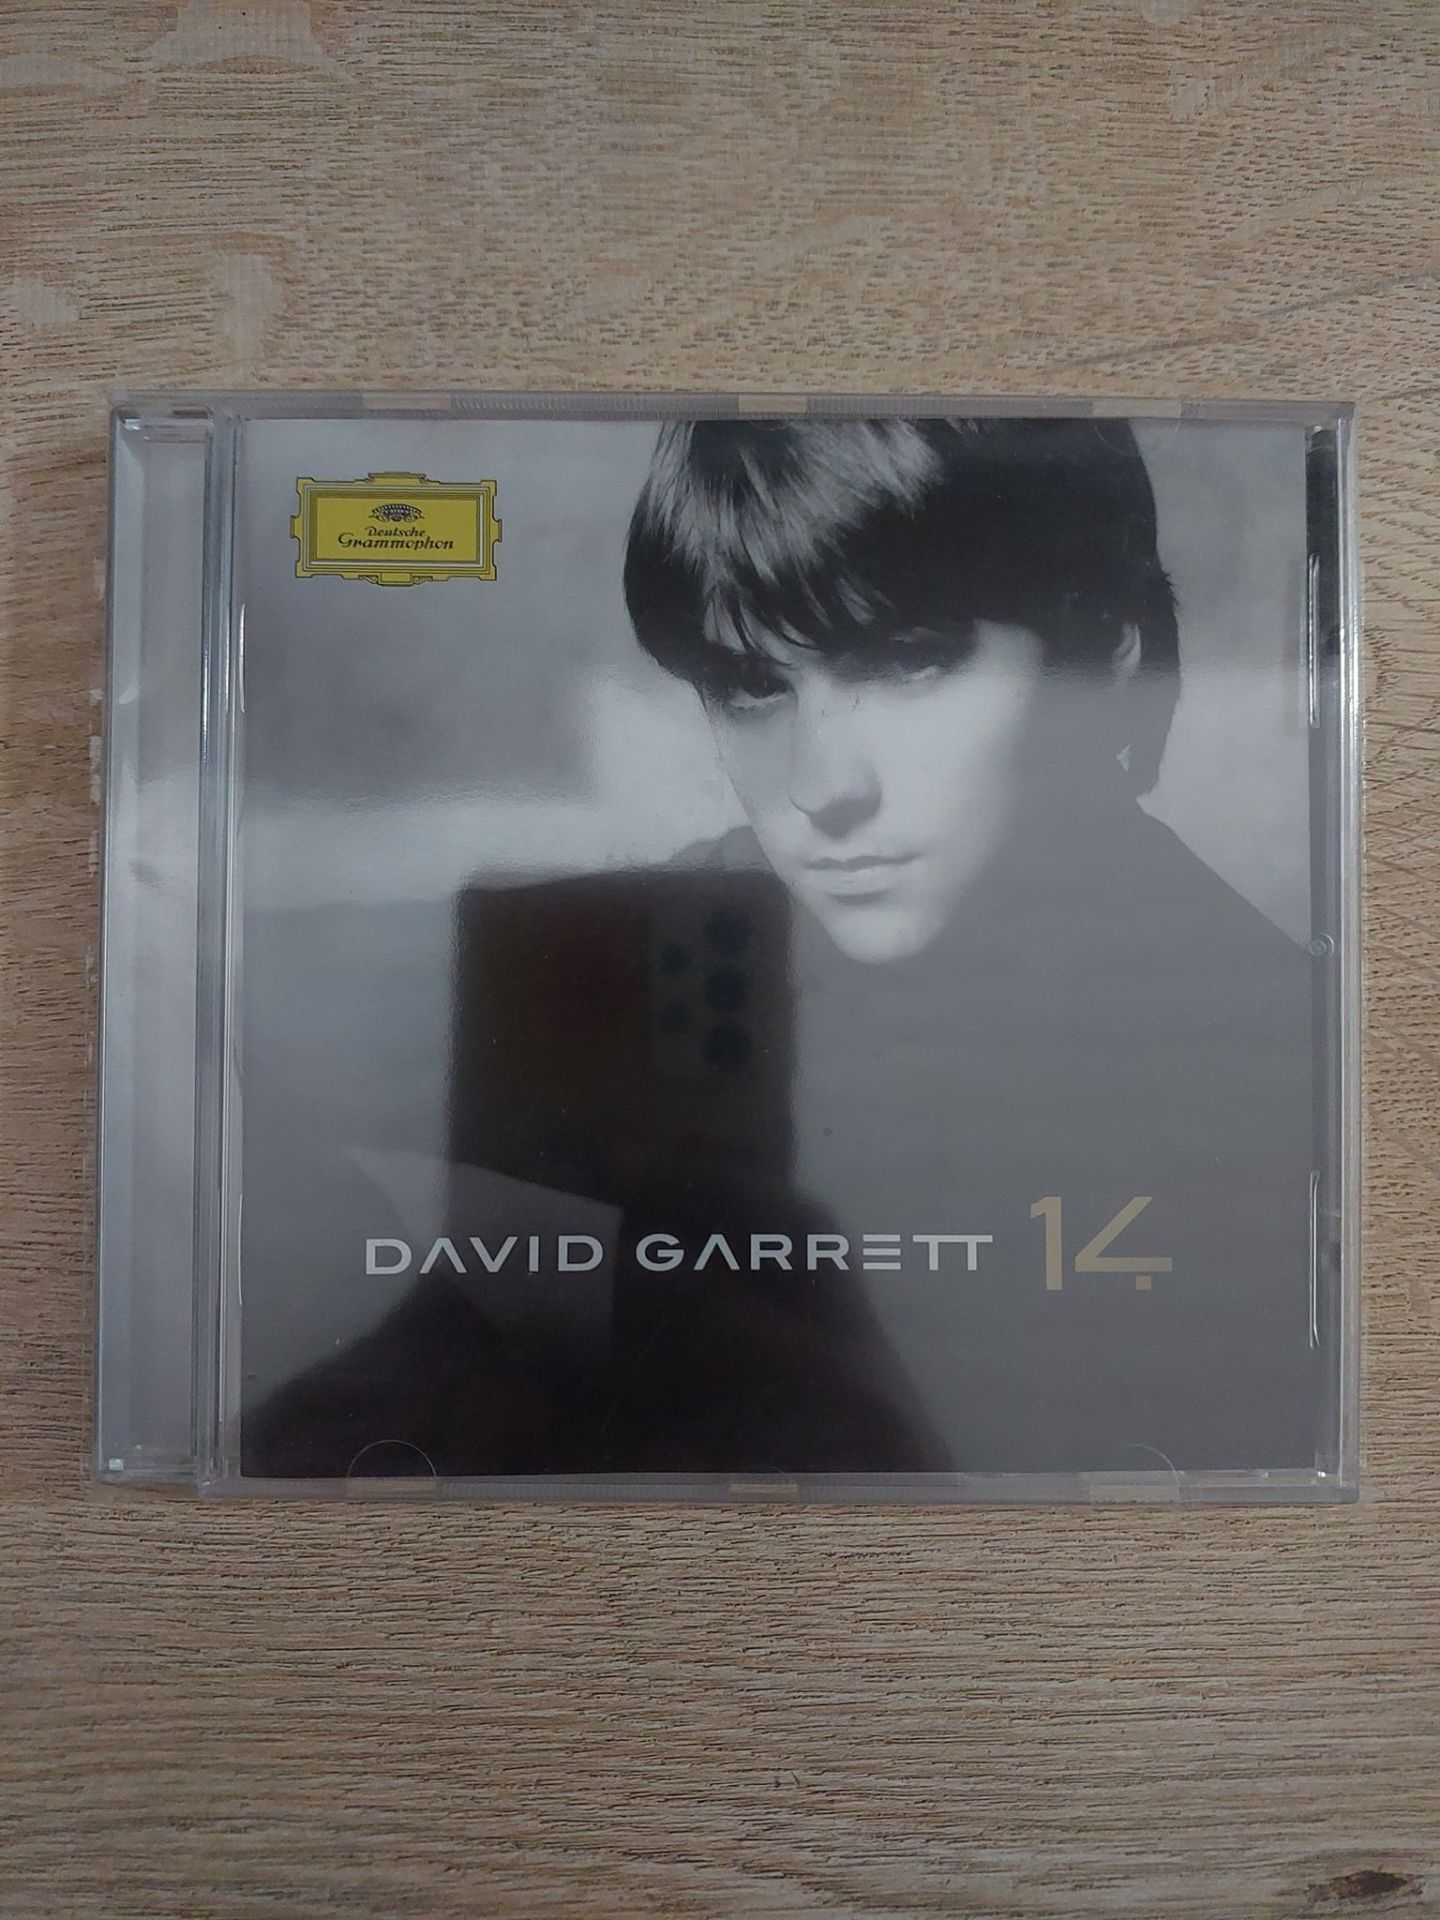 Deutsche
Grammophon
DAVID GARRETT 14